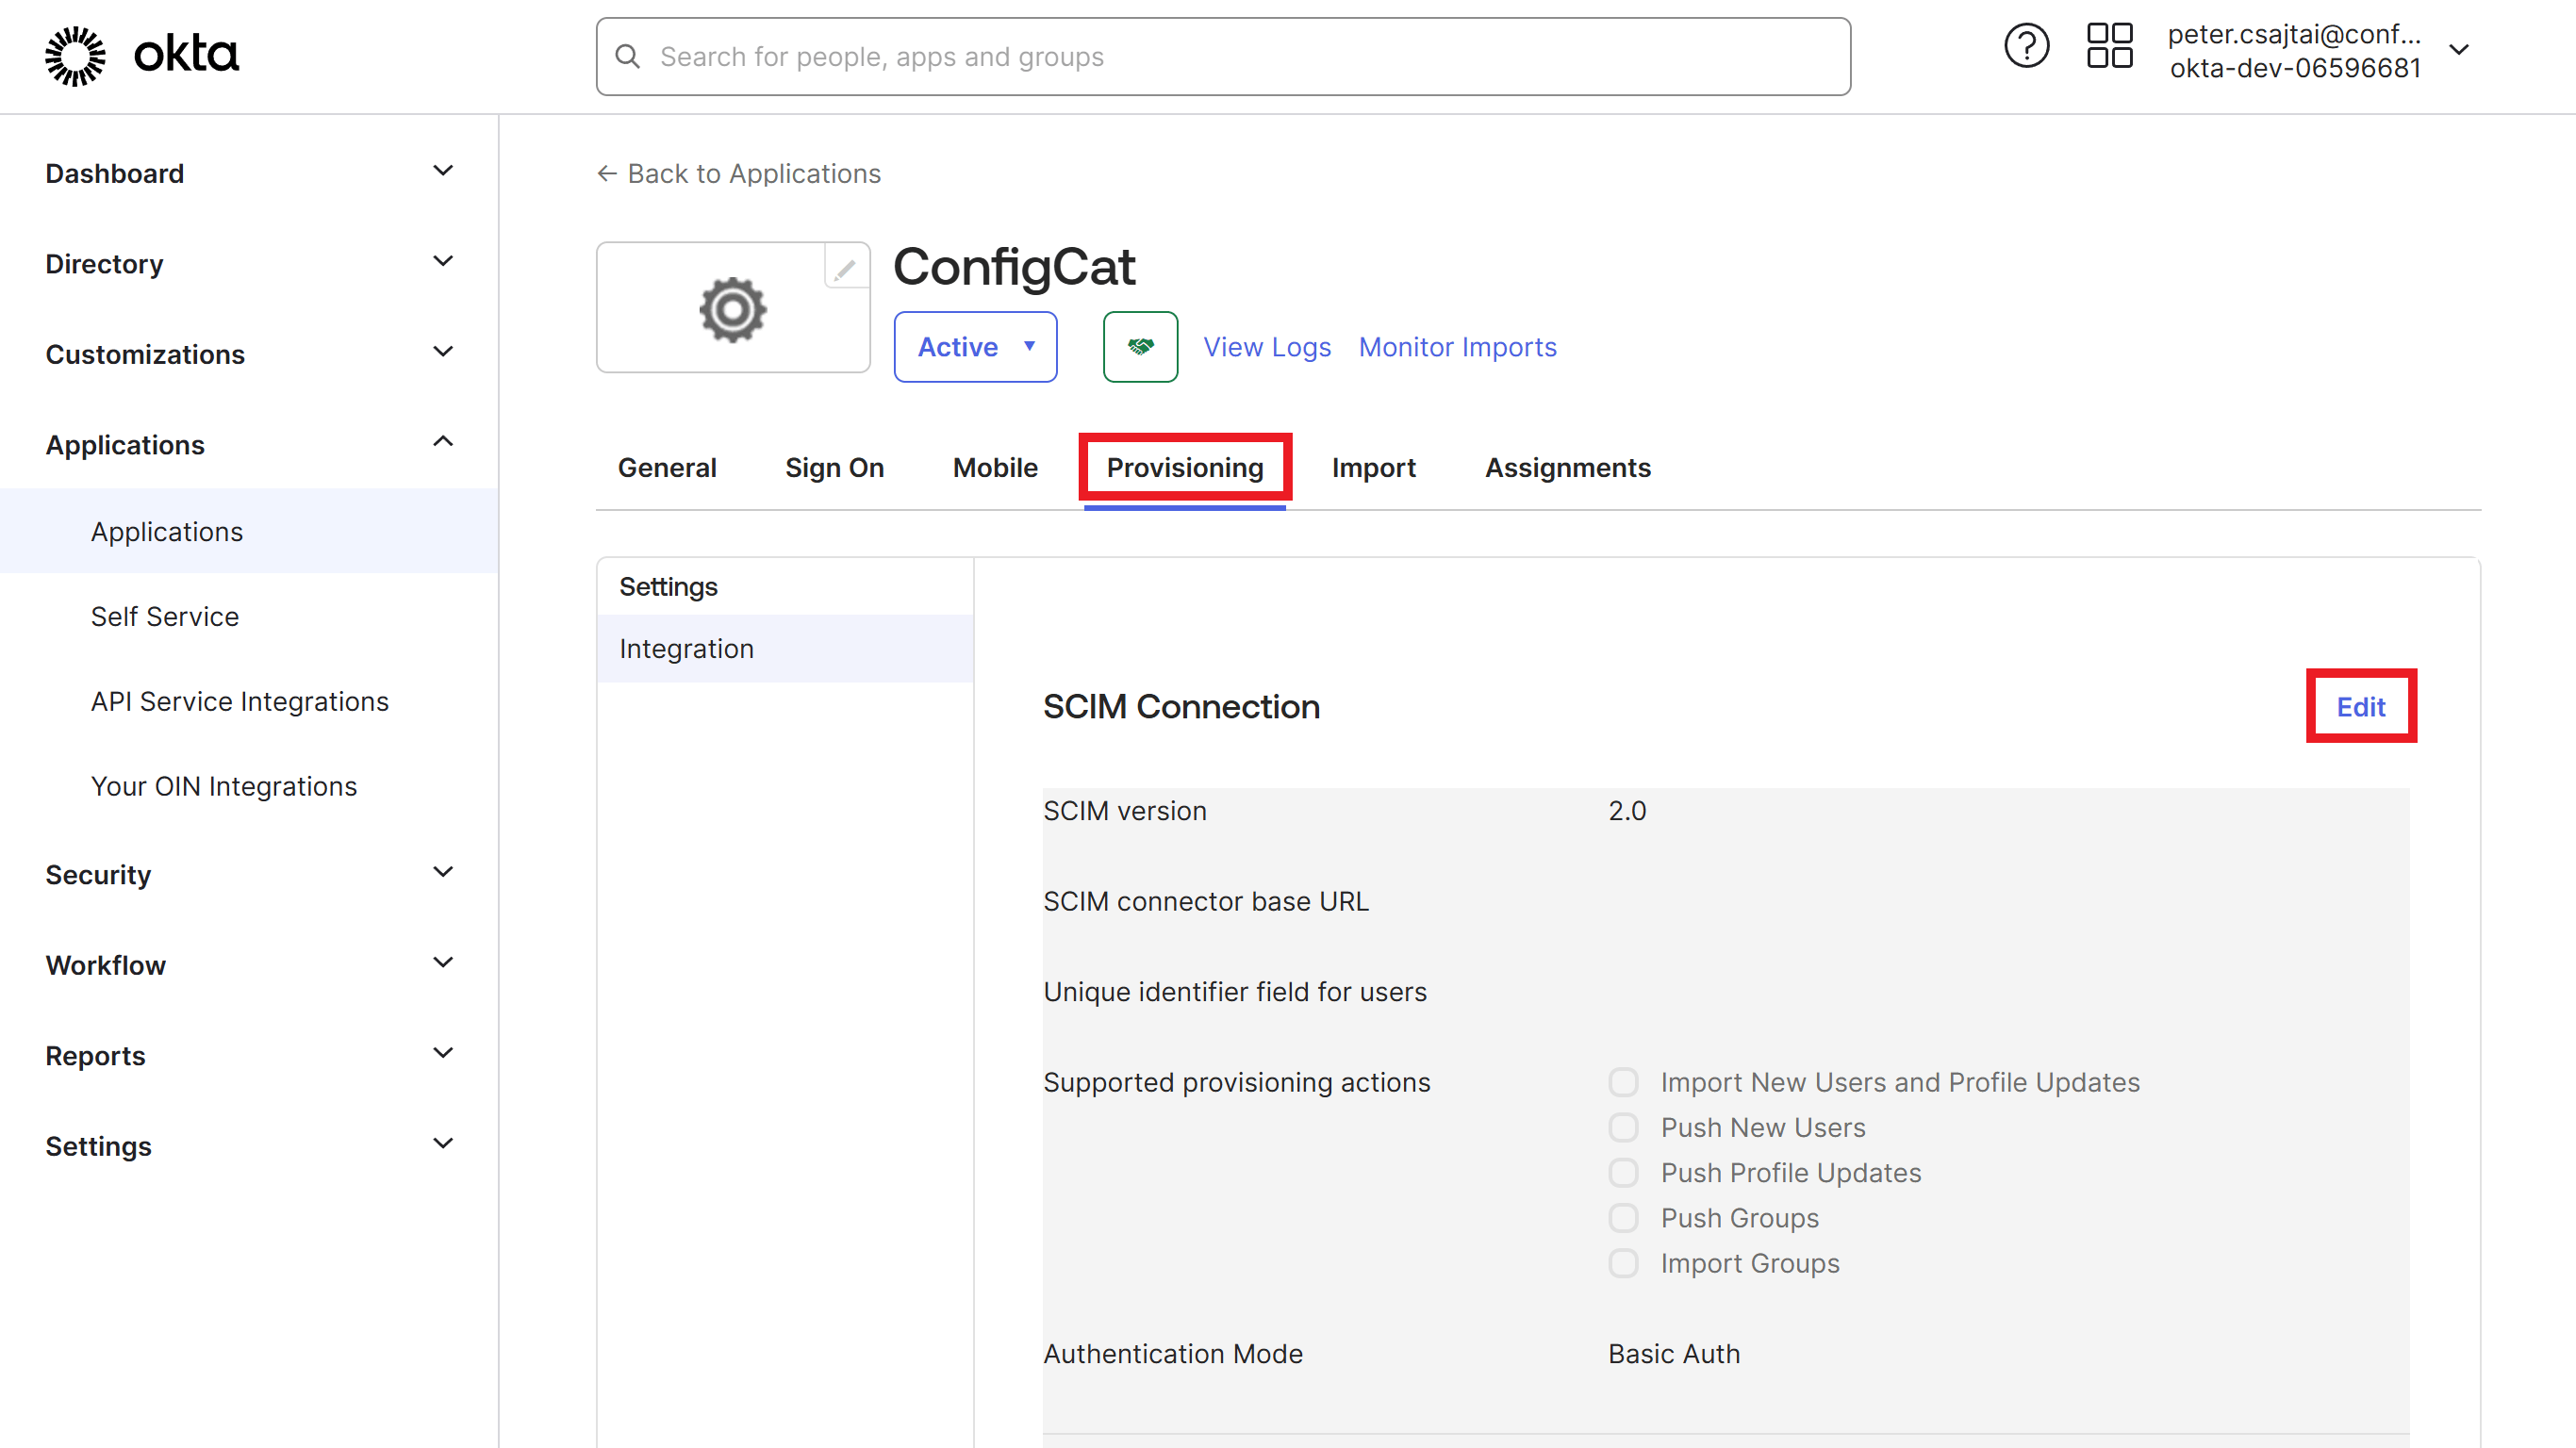 okta
Search for people, apps and groups
peter.csajtai@conf...
okta-dev-06596681
Dashboard
Directory
Customizations
Applications
Applications
Self Service
API Service Integrations
Your OIN Integrations
Security
Workflow
Reports
Settings
← Back to Applications
ConfigCat
Active
View Logs
Monitor Imports
General
Sign On
Mobile
Provisioning
Import
Assignments
Settings
Integration
SCIM Connection
Edit
SCIM version
2.0
SCIM connector base URL
Unique identifier field for users
Supported provisioning actions
Import New Users and Profile Updates
Push New Users
Push Profile Updates
Push Groups
Import Groups
Authentication Mode
Basic Auth